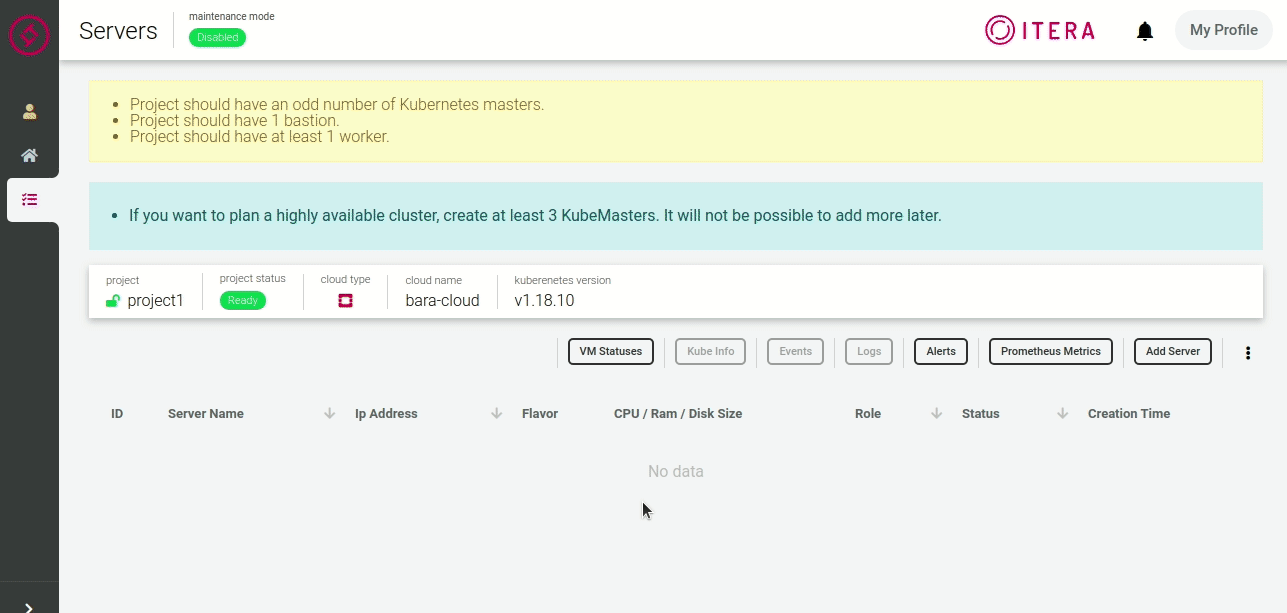 Servers
maintenance mode
Disabled
ITERA
My Profile
Project should have an odd number of Kubernetes masters.
Project should have 1 bastion.
Project should have at least 1 worker.
If you want to plan a highly available cluster, create at least 3 KubeMasters. It will not be possible to add more later.
project
project1
project status
Ready
cloud type
cloud name
bara-cloud
kuberenetes version
v1.18.10
VM Statuses
Kube Info
Events
Logs
Alerts
Prometheus Metrics
Add Server
ID
Server Name
Ip Address
Flavor
CPU / Ram / Disk Size
Role
Status
Creation Time
No data